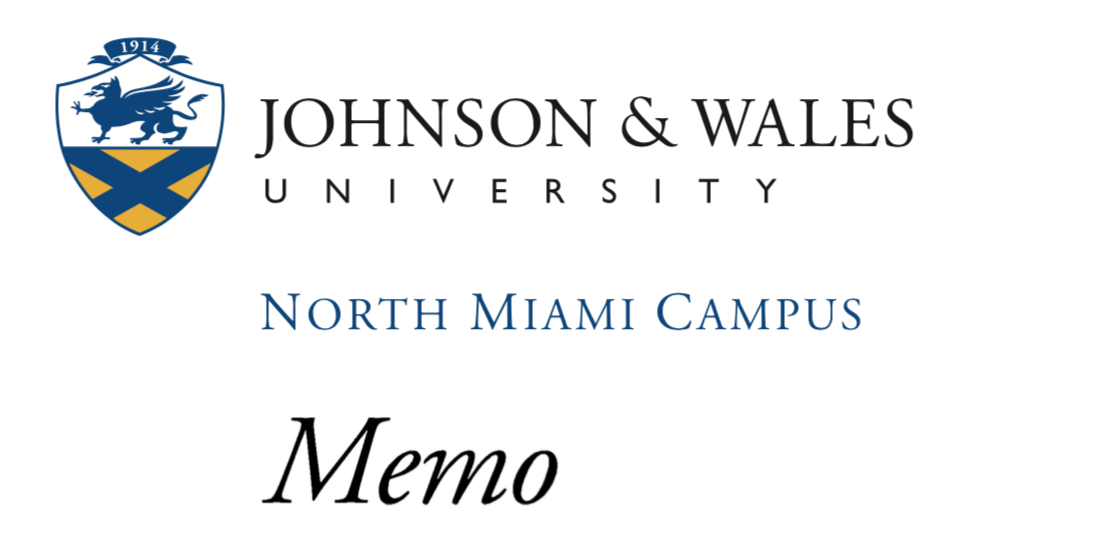 1914
JOHNSON & WALES
UNIVERSITY
NORTH MIAMI CAMPUS
Memo